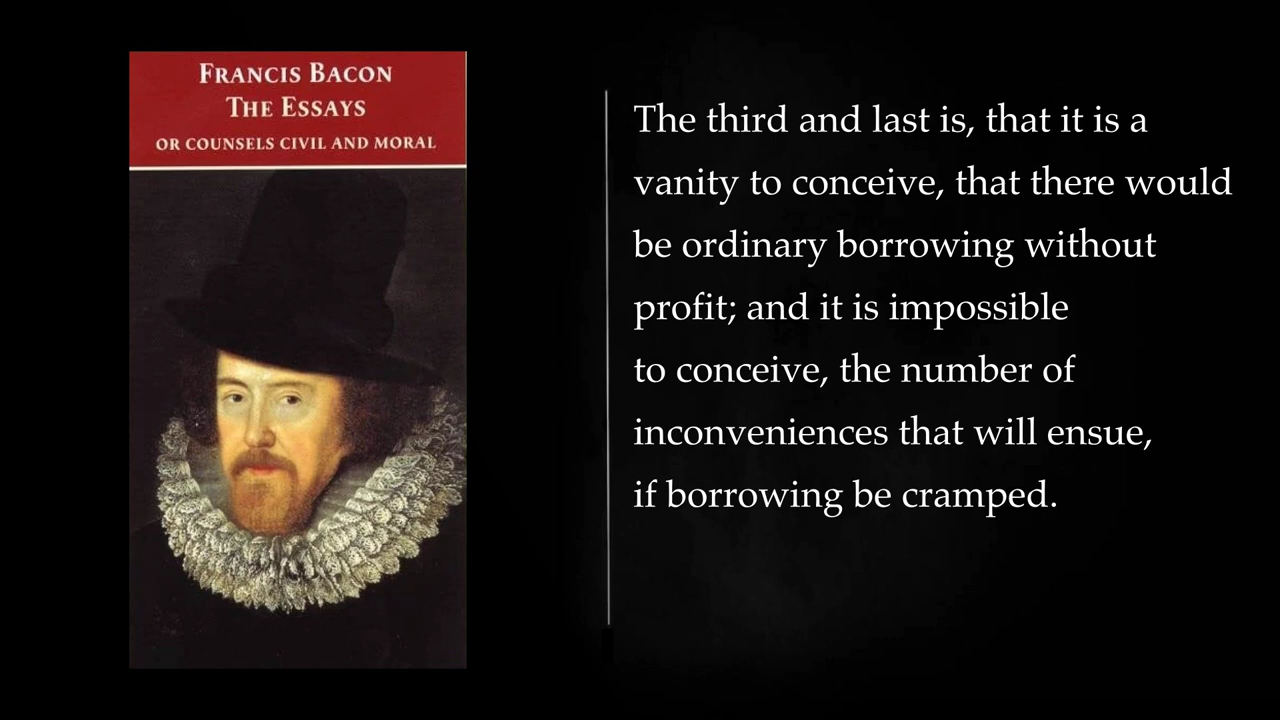 FRANCIS BACON
THE ESSAYS
OR COUNSELS CIVIL AND MORAL
The third and last is, that it is a
vanity to conceive, that there would
be ordinary borrowing without
profit; and it is impossible
to conceive, the number of
inconveniences that will ensue,
if borrowing be cramped.